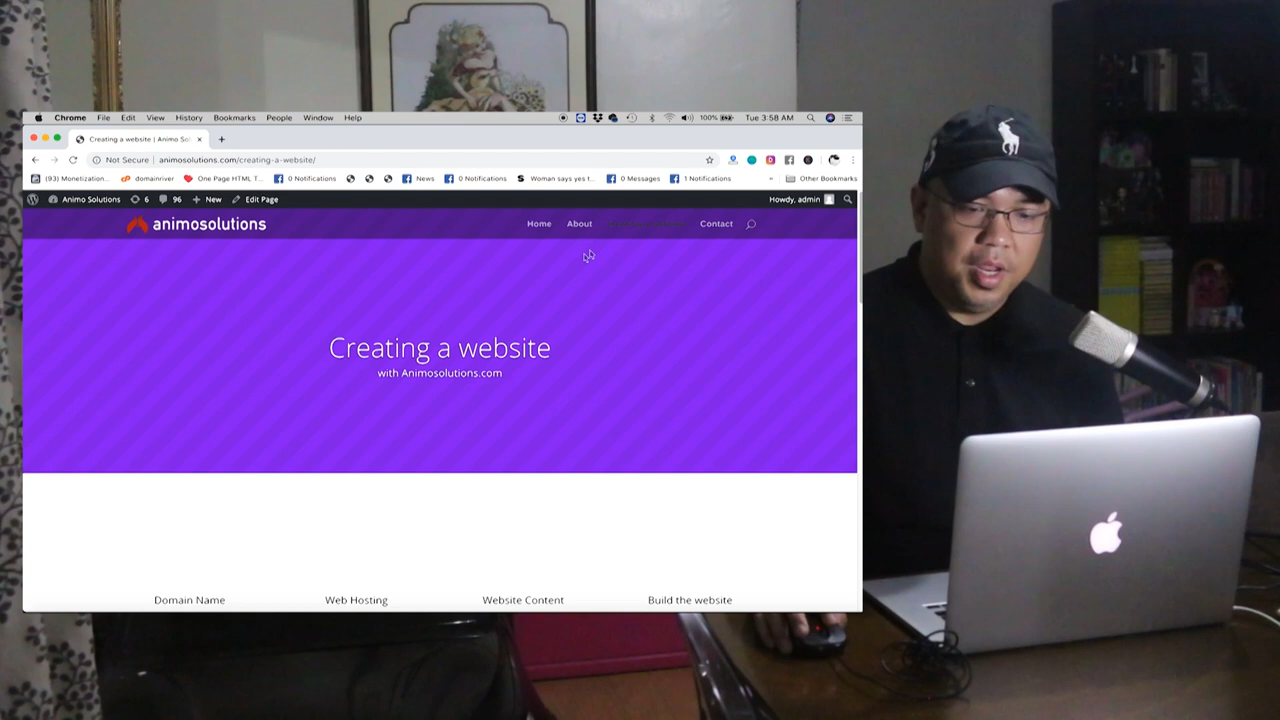 Chrome File Edit View History Bookmarks People Window Help 100% Tue 3:58 AM
Creating a website | Animo Sol
Not Secure | animosolutions.com/creating-a-website/
(93) Monetization... domainriver One Page HTML T... 0 Notifications News 0 Notifications Woman says yes t... 0 Messages 1 Notifications » Other Bookmarks
Animo Solutions 6 96 + New Edit Page Howdy, admin
animosolutions Home About Contact
Creating a website
with Animosolutions.com
Domain Name Web Hosting Website Content Build the website